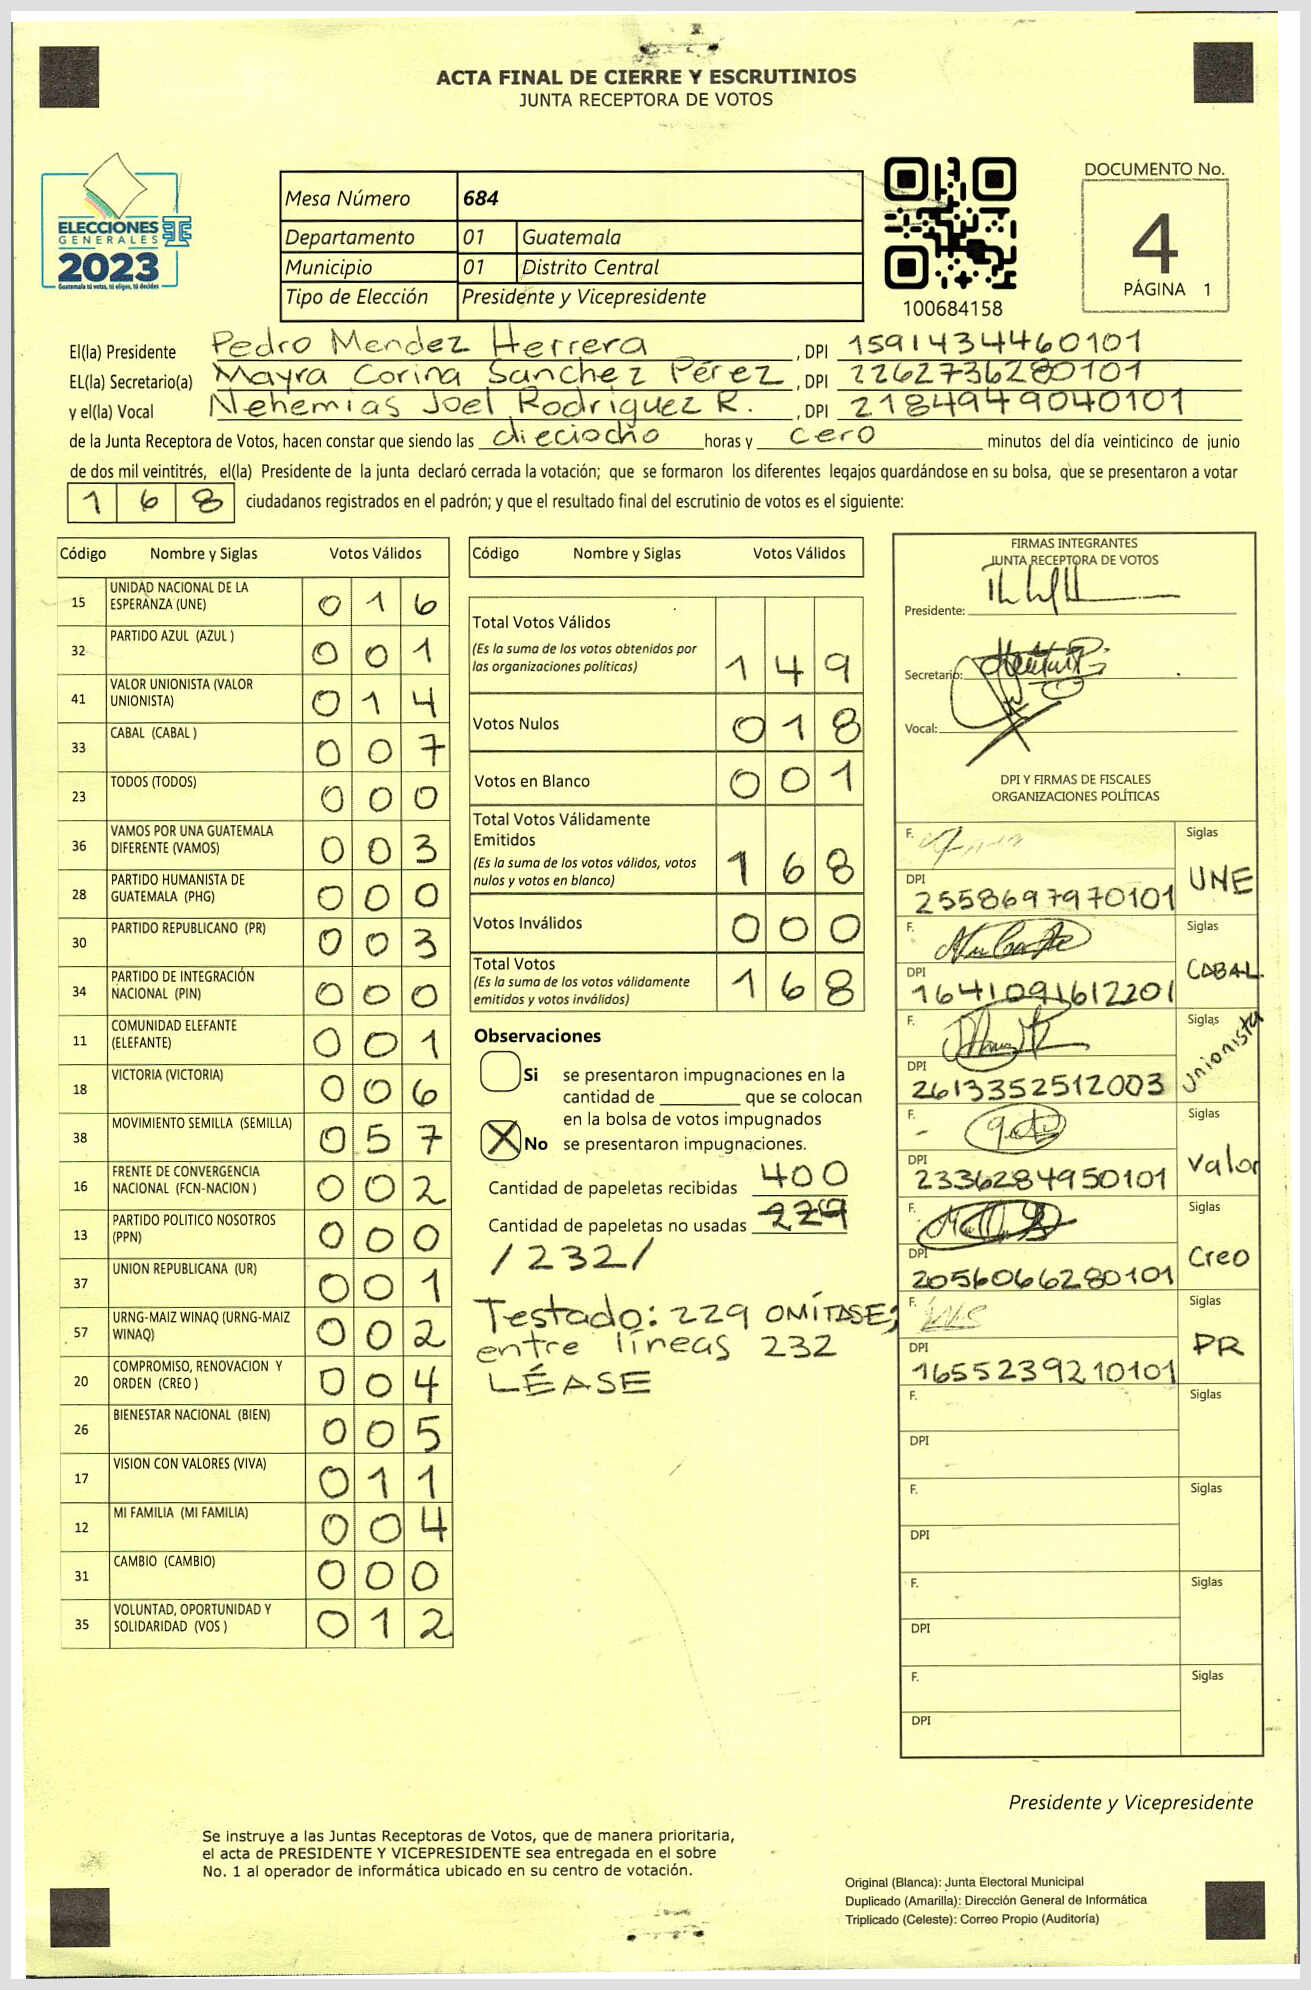 ACTA FINAL DE CIERRE Y ESCRUTINIOS
JUNTA RECEPTORA DE VOTOS
ELECCIONES
GENERALES
2023
Guatemala tú votas, tú eliges, tú decides
Mesa Número 684
Departamento 01 Guatemala
Municipio 01 Distrito Central
Tipo de Elección Presidente y Vicepresidente
100684158
DOCUMENTO No.
4
PÁGINA 1
El(la) Presidente Pedro Mendez Herrera, DPI 1591434460101
EL(la) Secretario(a) Mayra Corina Sanchez Pérez, DPI 2262736280101
y el(la) Vocal Nehemias Joel Rodriguez R., DPI 2184949040101
de la Junta Receptora de Votos, hacen constar que siendo las dieciocho horas y cero minutos del día veinticinco de junio
de dos mil veintitrés, el(la) Presidente de la junta declaró cerrada la votación; que se formaron los diferentes legajos guardándose en su bolsa, que se presentaron a votar
1 6 8 ciudadanos registrados en el padrón; y que el resultado final del escrutinio de votos es el siguiente:
Código Nombre y Siglas Votos Válidos
15 UNIDAD NACIONAL DE LA ESPERANZA (UNE) 0 1 6
32 PARTIDO AZUL (AZUL ) 0 0 1
41 VALOR UNIONISTA (VALOR UNIONISTA) 0 1 4
33 CABAL (CABAL ) 0 0 7
23 TODOS (TODOS) 0 0 0
36 VAMOS POR UNA GUATEMALA DIFERENTE (VAMOS) 0 0 3
28 PARTIDO HUMANISTA DE GUATEMALA (PHG) 0 0 0
30 PARTIDO REPUBLICANO (PR) 0 0 3
34 PARTIDO DE INTEGRACIÓN NACIONAL (PIN) 0 0 0
11 COMUNIDAD ELEFANTE (ELEFANTE) 0 0 1
18 VICTORIA (VICTORIA) 0 0 6
38 MOVIMIENTO SEMILLA (SEMILLA) 0 5 7
16 FRENTE DE CONVERGENCIA NACIONAL (FCN-NACION ) 0 0 2
13 PARTIDO POLITICO NOSOTROS (PPN) 0 0 0
37 UNION REPUBLICANA (UR) 0 0 1
57 URNG-MAIZ WINAQ (URNG-MAIZ WINAQ) 0 0 2
20 COMPROMISO, RENOVACION Y ORDEN (CREO ) 0 0 4
26 BIENESTAR NACIONAL (BIEN) 0 0 5
17 VISION CON VALORES (VIVA) 0 1 1
12 MI FAMILIA (MI FAMILIA) 0 0 4
31 CAMBIO (CAMBIO) 0 0 0
35 VOLUNTAD, OPORTUNIDAD Y SOLIDARIDAD (VOS ) 0 1 2
Código Nombre y Siglas Votos Válidos
Total Votos Válidos
(Es la suma de los votos obtenidos por
las organizaciones políticas) 1 4 9
Votos Nulos 0 1 8
Votos en Blanco 0 0 1
Total Votos Válidamente
Emitidos
(Es la suma de los votos válidos, votos
nulos y votos en blanco) 1 6 8
Votos Inválidos 0 0 0
Total Votos
(Es la suma de los votos válidamente
emitidos y votos inválidos) 1 6 8
Observaciones
Si se presentaron impugnaciones en la
cantidad de ________ que se colocan
en la bolsa de votos impugnados
X No se presentaron impugnaciones.
Cantidad de papeletas recibidas 400
Cantidad de papeletas no usadas 229
/232/
Testado: 229 OMÍTASE;
entre líneas 232
LÉASE
FIRMAS INTEGRANTES
JUNTA RECEPTORA DE VOTOS
Presidente:
Secretario:
Vocal:
DPI Y FIRMAS DE FISCALES
ORGANIZACIONES POLÍTICAS
F. Siglas
DPI 2558697970101 UNE
F. Siglas
DPI 1641091612201 CABAL
F. Siglas
DPI 2613352512003 Unionista
F. Siglas
DPI 2336284950101 Valor
F. Siglas
DPI 2056066280101 Creo
F. Siglas
DPI 1655239210101 PR
F. Siglas
DPI
F. Siglas
DPI
F. Siglas
DPI
F. Siglas
DPI
Presidente y Vicepresidente
Se instruye a las Juntas Receptoras de Votos, que de manera prioritaria,
el acta de PRESIDENTE Y VICEPRESIDENTE sea entregada en el sobre
No. 1 al operador de informática ubicado en su centro de votación.
Original (Blanca): Junta Electoral Municipal
Duplicado (Amarilla): Dirección General de Informática
Triplicado (Celeste): Correo Propio (Auditoría)